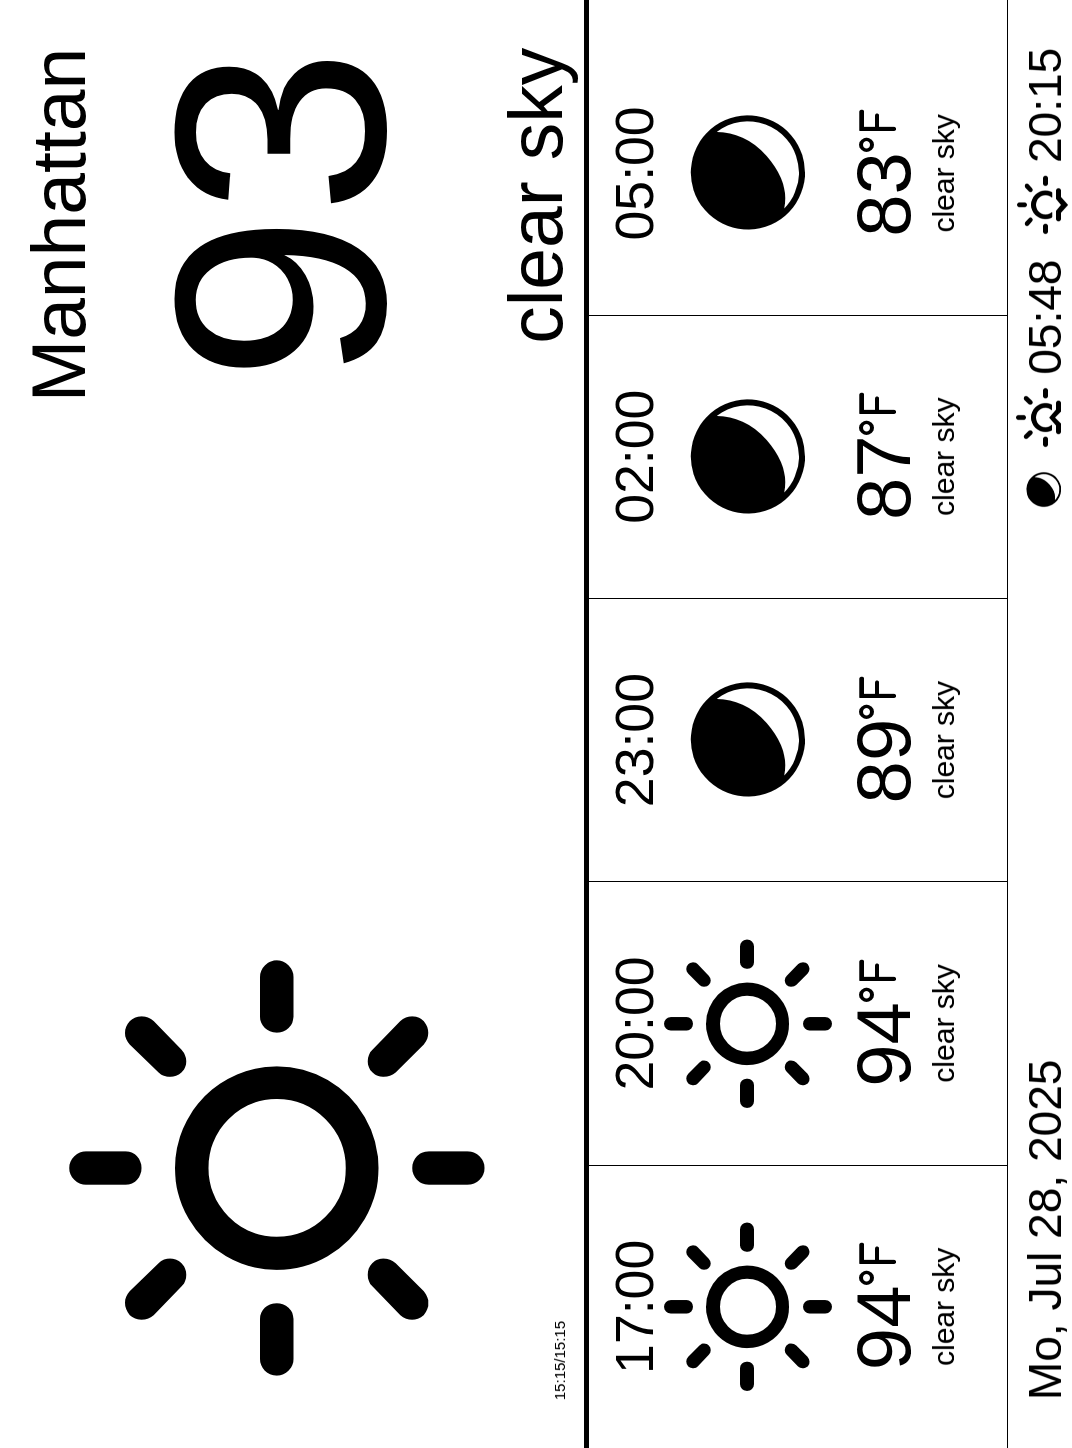 Manhattan
93
clear sky
15:15/15:15
17:00 20:00 23:00 02:00 05:00
94°F 94°F 89°F 87°F 83°F
clear sky clear sky clear sky clear sky clear sky
Mo, Jul 28, 2025 05:48 20:15